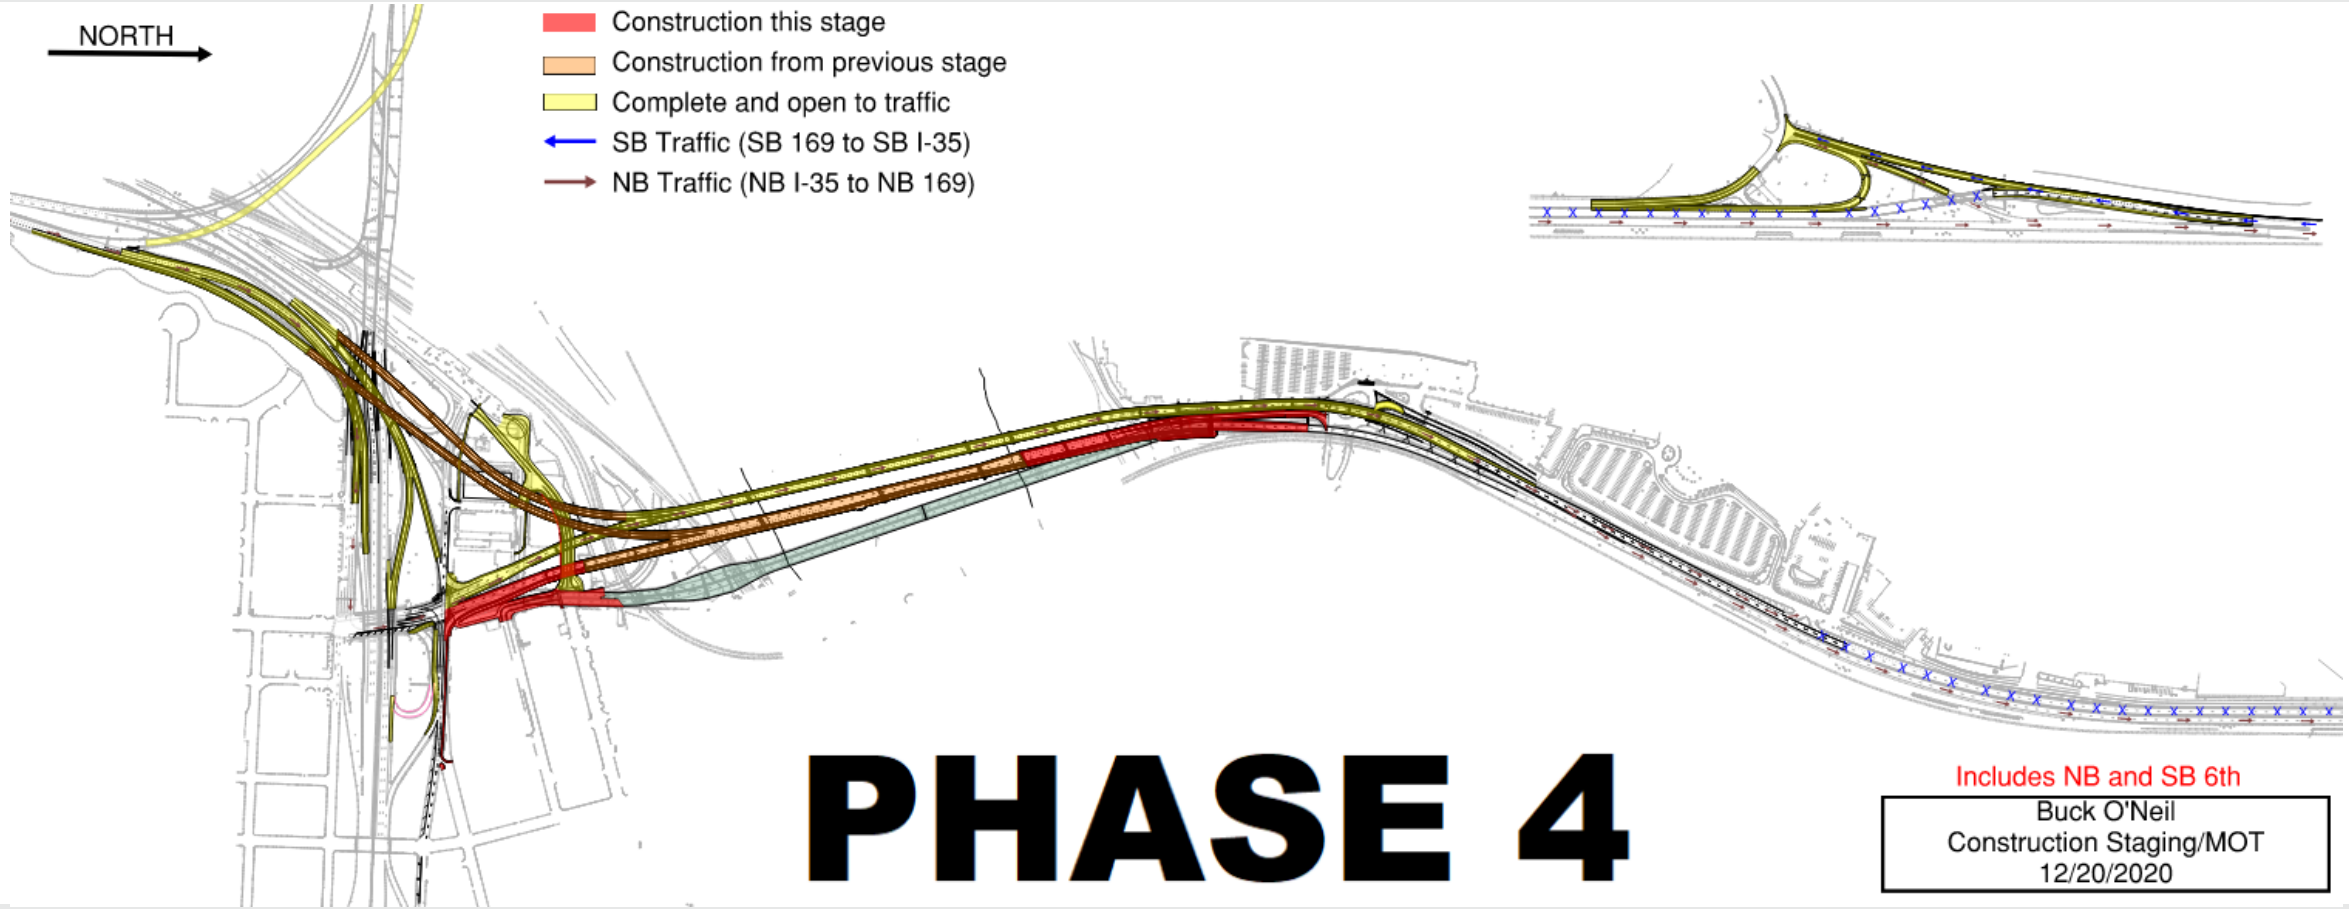 NORTH
Construction this stage
Construction from previous stage
Complete and open to traffic
SB Traffic (SB 169 to SB I-35)
NB Traffic (NB I-35 to NB 169)
PHASE 4
Includes NB and SB 6th
Buck O'Neil
Construction Staging/MOT
12/20/2020